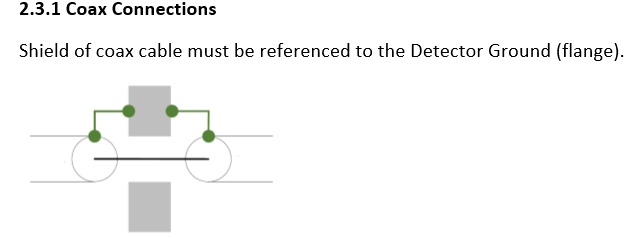 2.3.1 Coax Connections
Shield of coax cable must be referenced to the Detector Ground (flange).